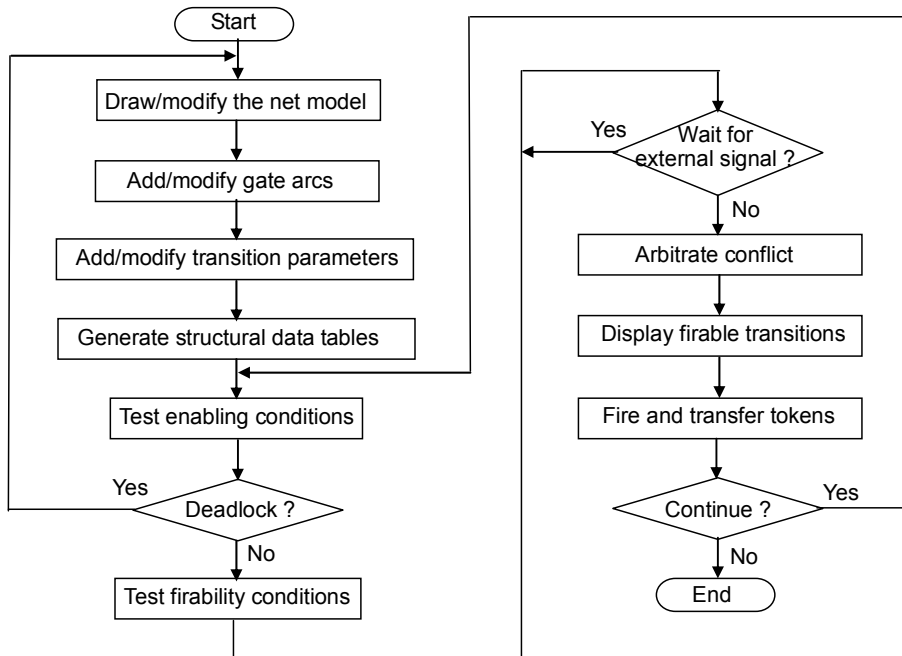 Start
Draw/modify the net model
Add/modify gate arcs
Add/modify transition parameters
Generate structural data tables
Test enabling conditions
Yes
Deadlock ?
No
Test firability conditions
Yes
Wait for
external signal ?
No
Arbitrate conflict
Display firable transitions
Fire and transfer tokens
Continue ?
Yes
No
End